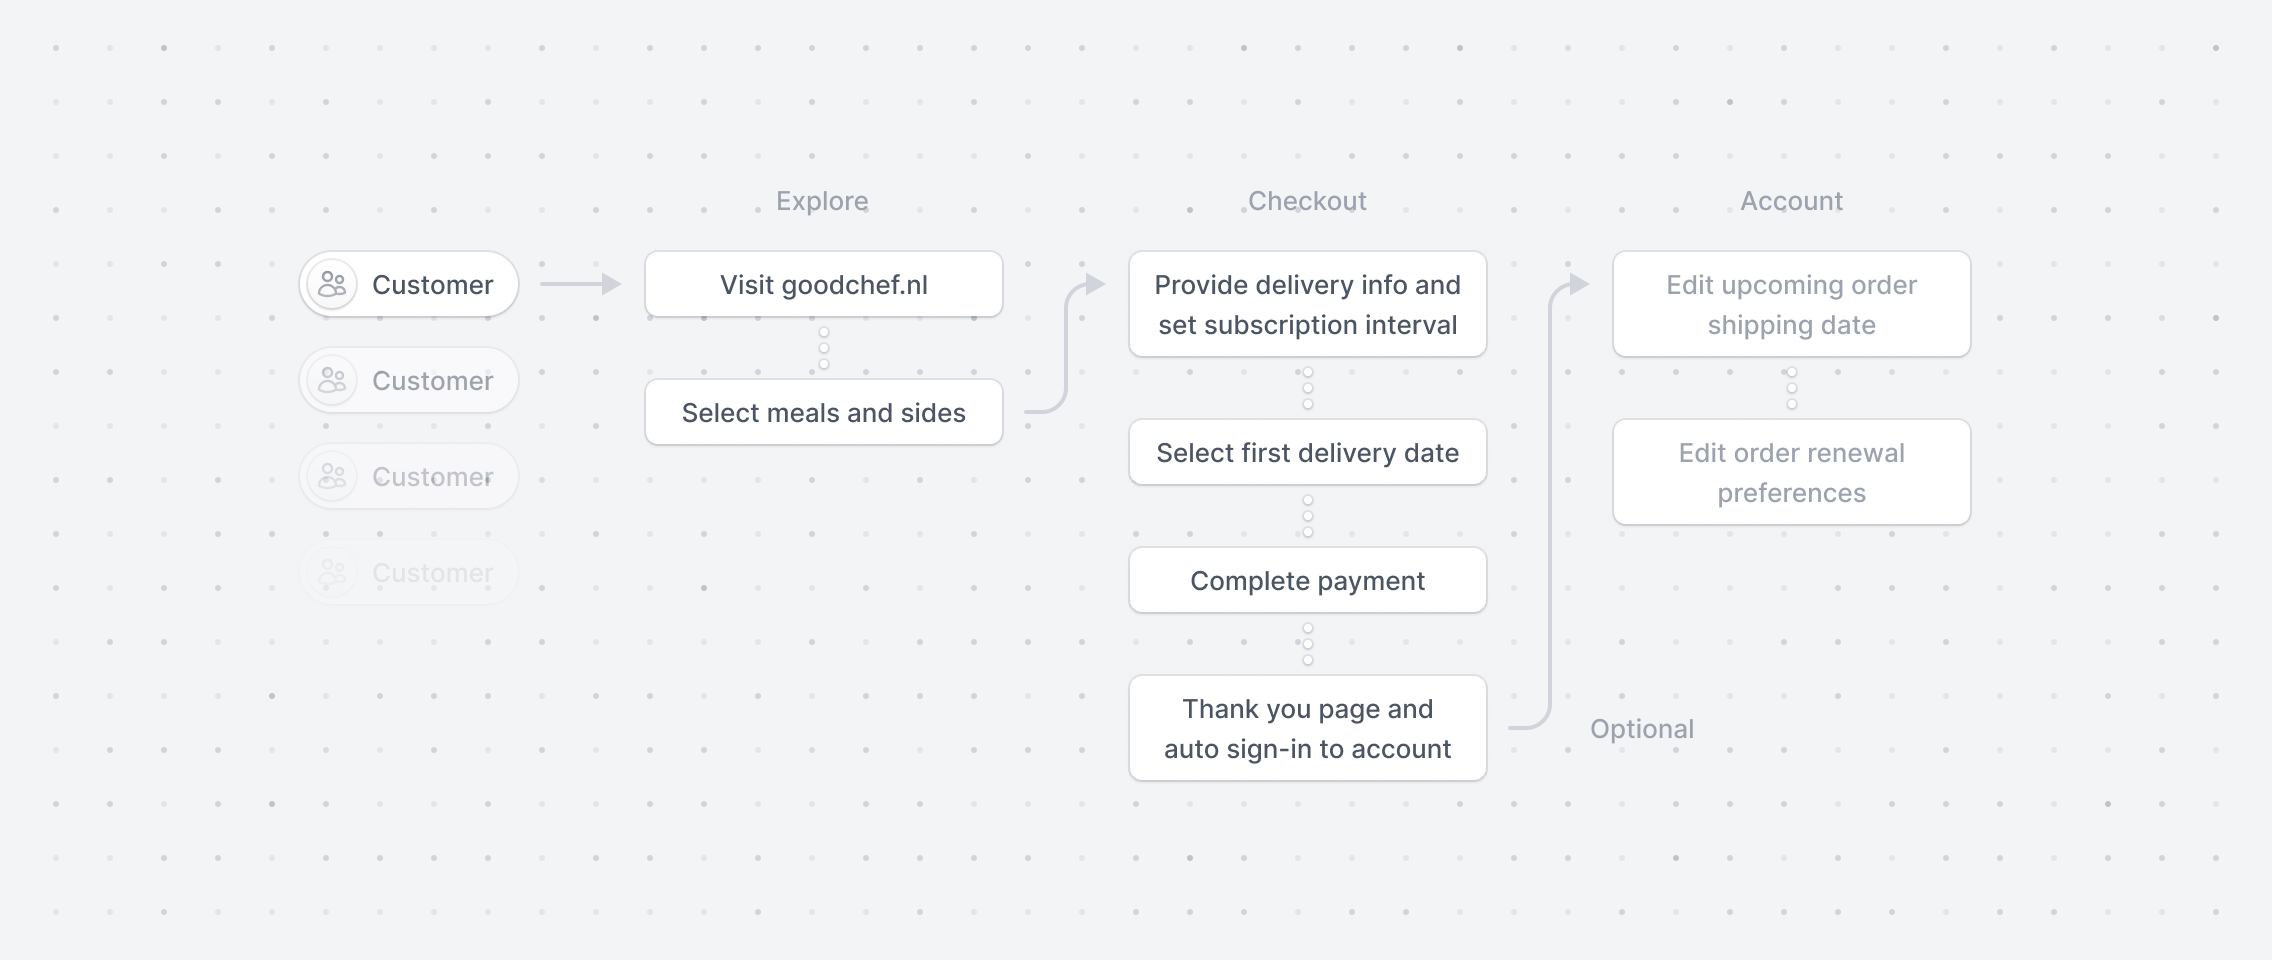 Explore
Checkout
Account
Customer
Customer
Customer
Customer
Visit goodchef.nl
Select meals and sides
Provide delivery info and
set subscription interval
Select first delivery date
Complete payment
Thank you page and
auto sign-in to account
Optional
Edit upcoming order
shipping date
Edit order renewal
preferences